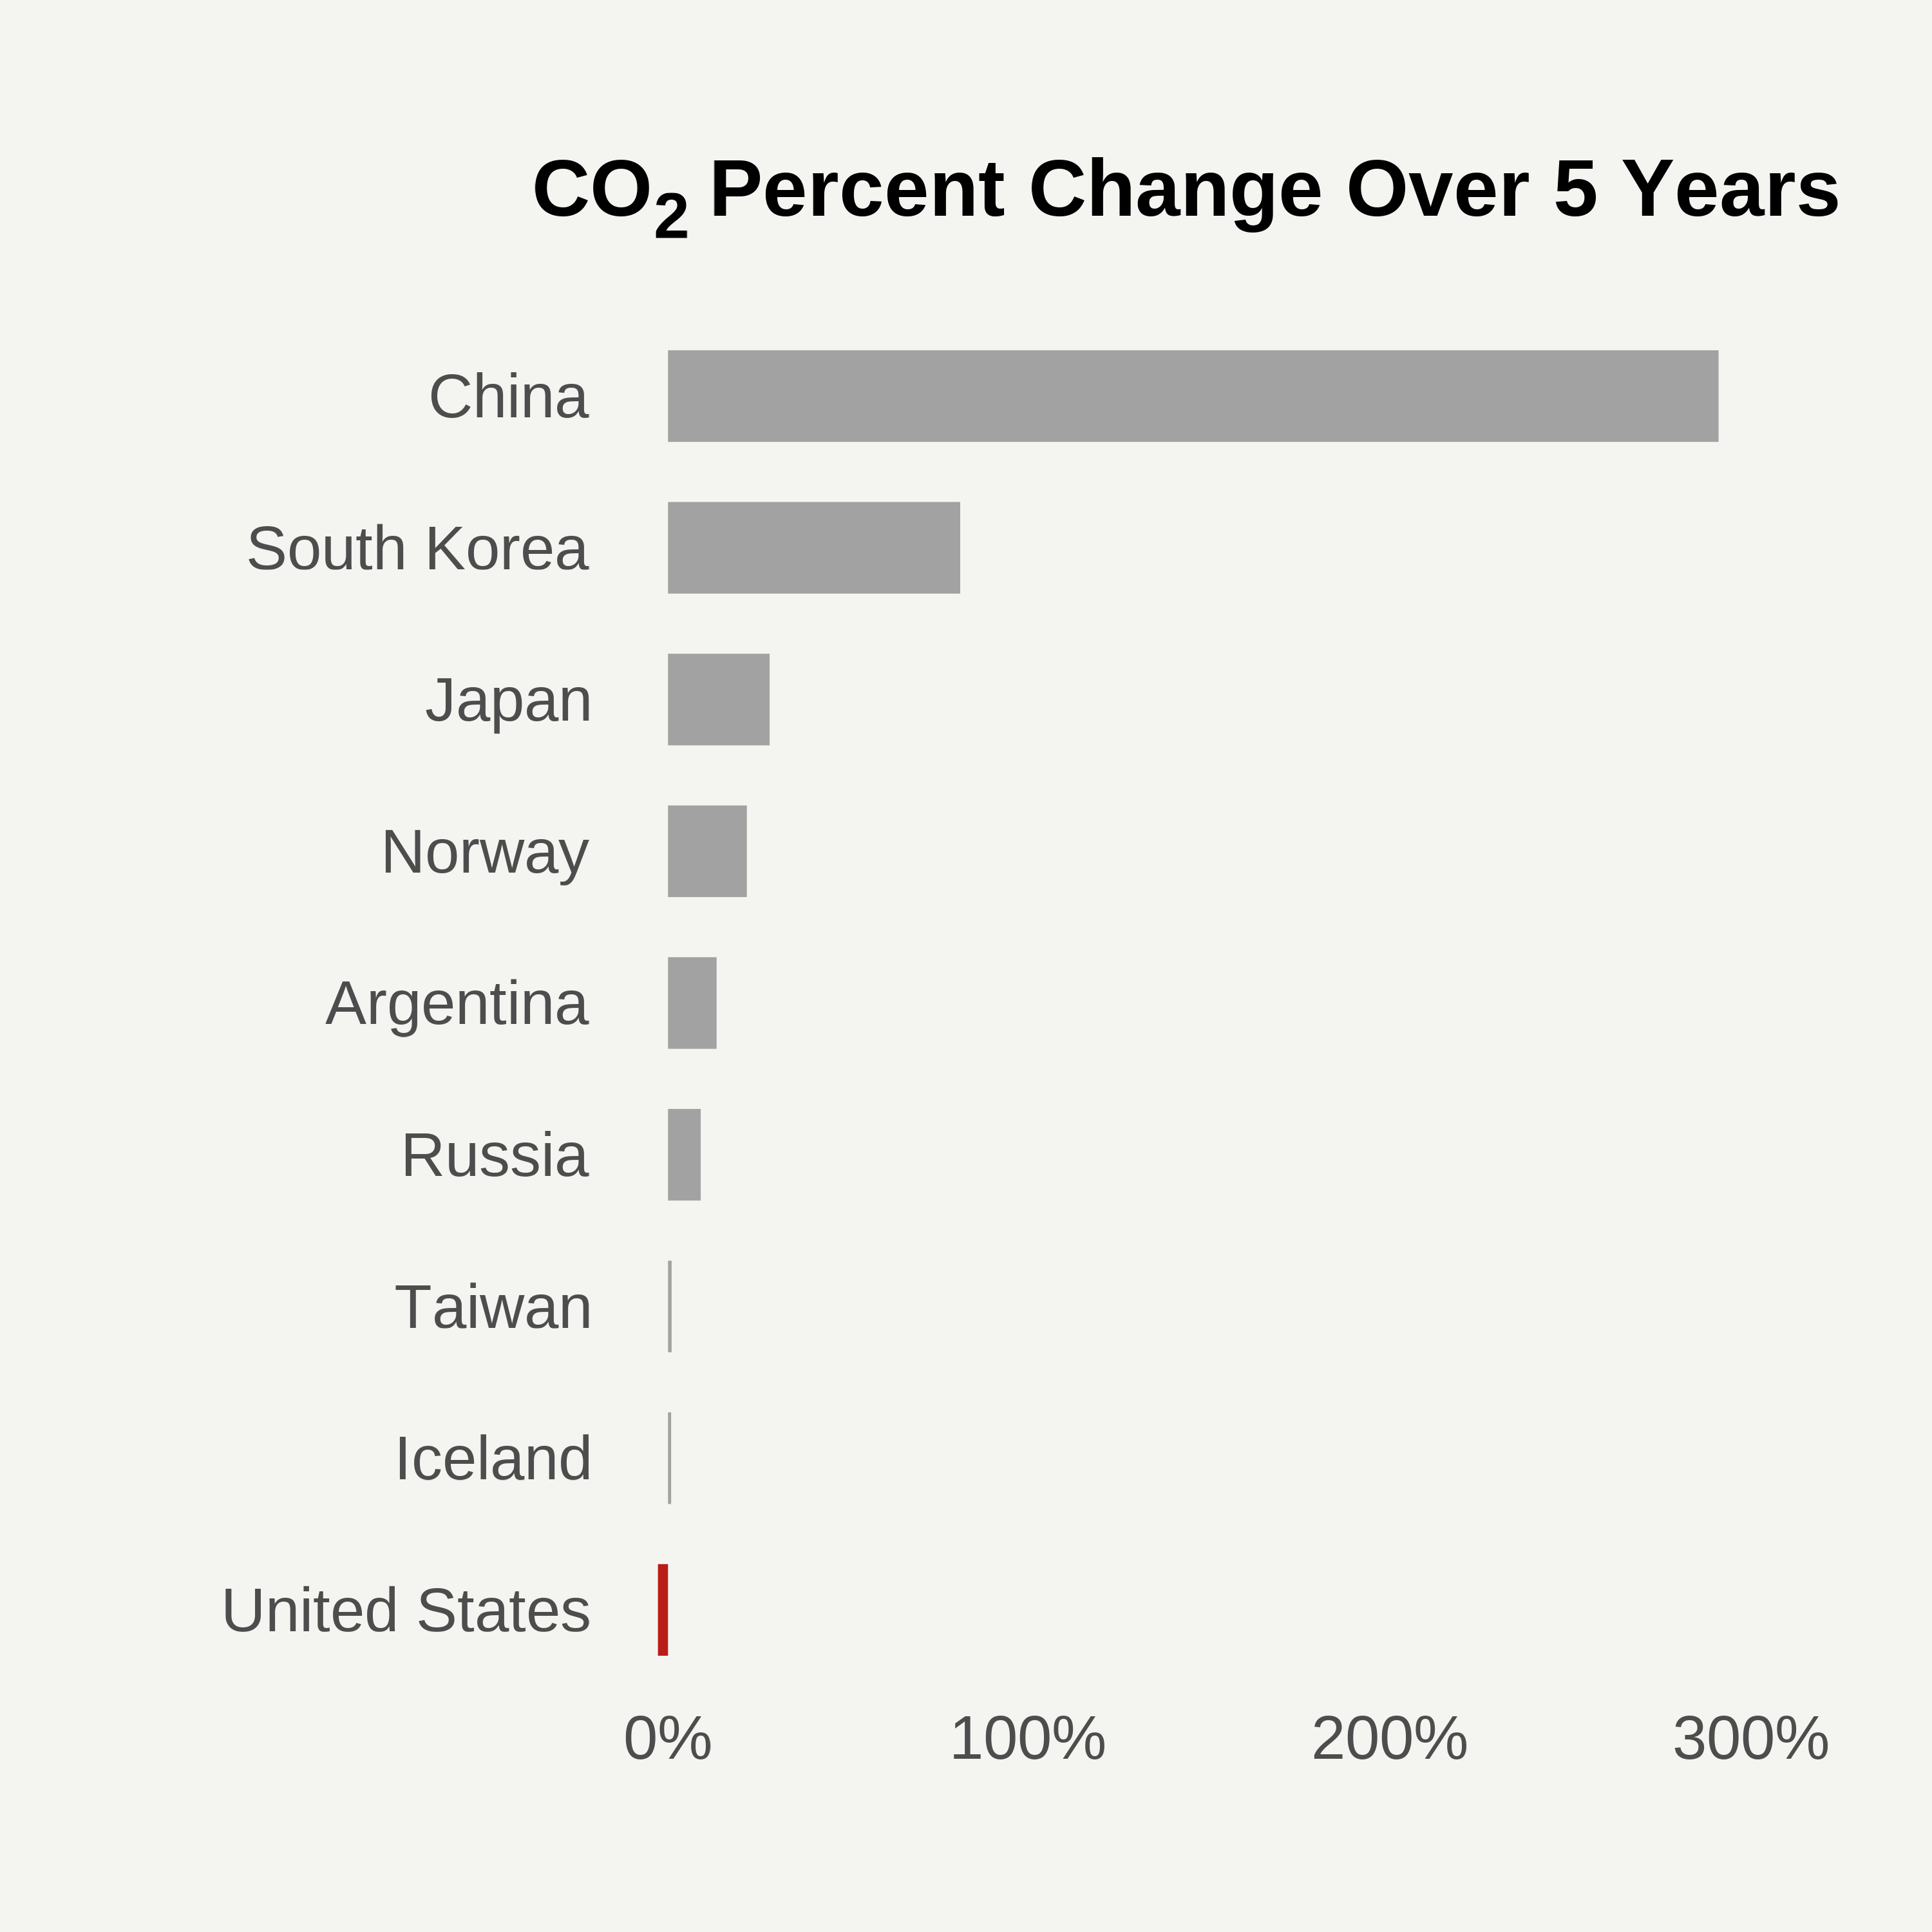 CO₂ Percent Change Over 5 Years
China
South Korea
Japan
Norway
Argentina
Russia
Taiwan
Iceland
United States
0% 100% 200% 300%